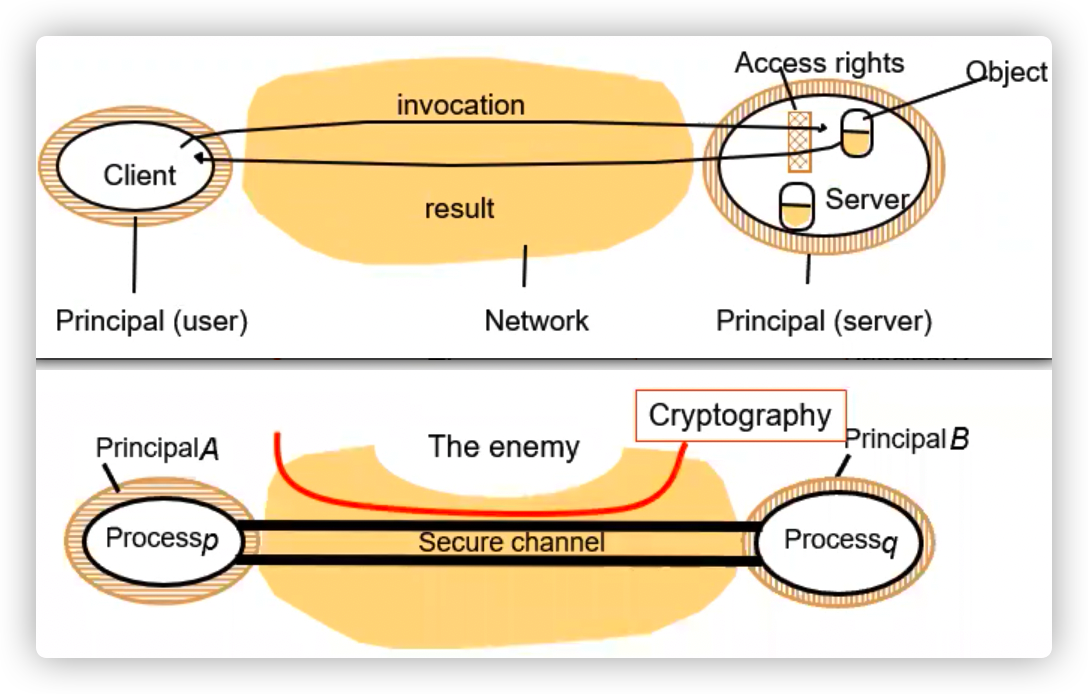 Access rights
Object
invocation
Client
result
Server
Principal (user)
Network
Principal (server)
Cryptography
The enemy
Principal A
Principal B
Process p
Secure channel
Process q